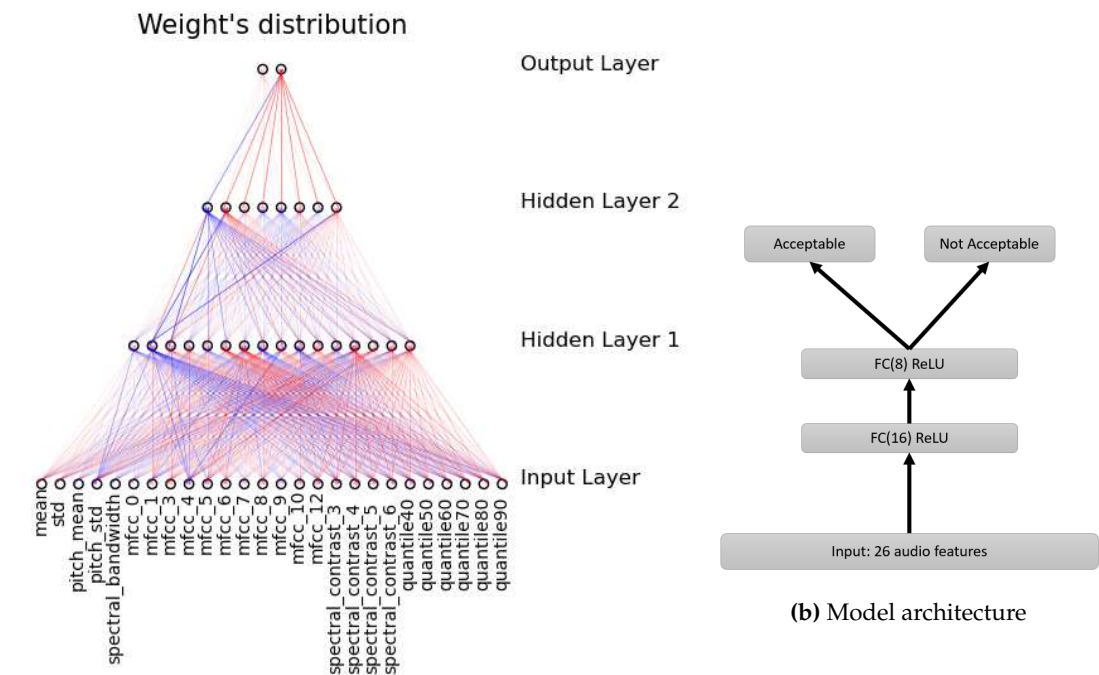 Weight's distribution
Output Layer
Hidden Layer 2
Hidden Layer 1
Input Layer
mean
std
pitch_mean
pitch_std
spectral_bandwidth
mfcc_0
mfcc_1
mfcc_3
mfcc_4
mfcc_5
mfcc_6
mfcc_7
mfcc_8
mfcc_9
mfcc_10
mfcc_12
spectral_contrast_3
spectral_contrast_4
spectral_contrast_5
spectral_contrast_6
quantile40
quantile50
quantile60
quantile70
quantile80
quantile90
Acceptable
Not Acceptable
FC(8) ReLU
FC(16) ReLU
Input: 26 audio features
(b) Model architecture